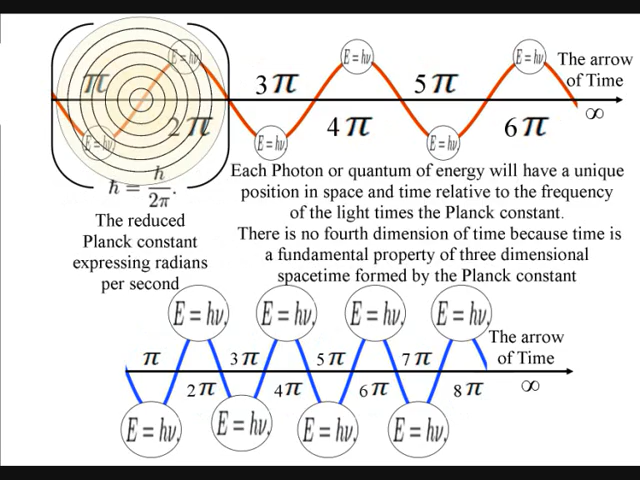 E = hν
The arrow
of Time
π
3π
5π
2π
4π
6π
∞
E = hν,
E = hν,
E = hν,
E = hν
E = hν
ħ = h/2π.
The reduced
Planck constant
expressing radians
per second
Each Photon or quantum of energy will have a unique
position in space and time relative to the frequency
of the light times the Planck constant.
There is no fourth dimension of time because time is
a fundamental property of three dimensional
spacetime formed by the Planck constant
E = hν,
E = hν,
E = hν,
E = hν,
The arrow
of Time
π
3π
5π
7π
2π
4π
6π
8π
∞
E = hν,
E = hν,
E = hν,
E = hν,